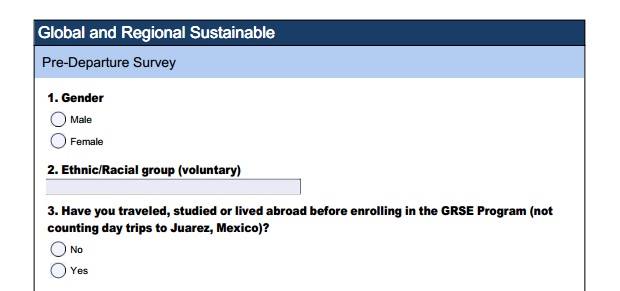 Global and Regional Sustainable
Pre-Departure Survey
1. Gender
Male
Female
2. Ethnic/Racial group (voluntary)
3. Have you traveled, studied or lived abroad before enrolling in the GRSE Program (not
counting day trips to Juarez, Mexico)?
No
Yes